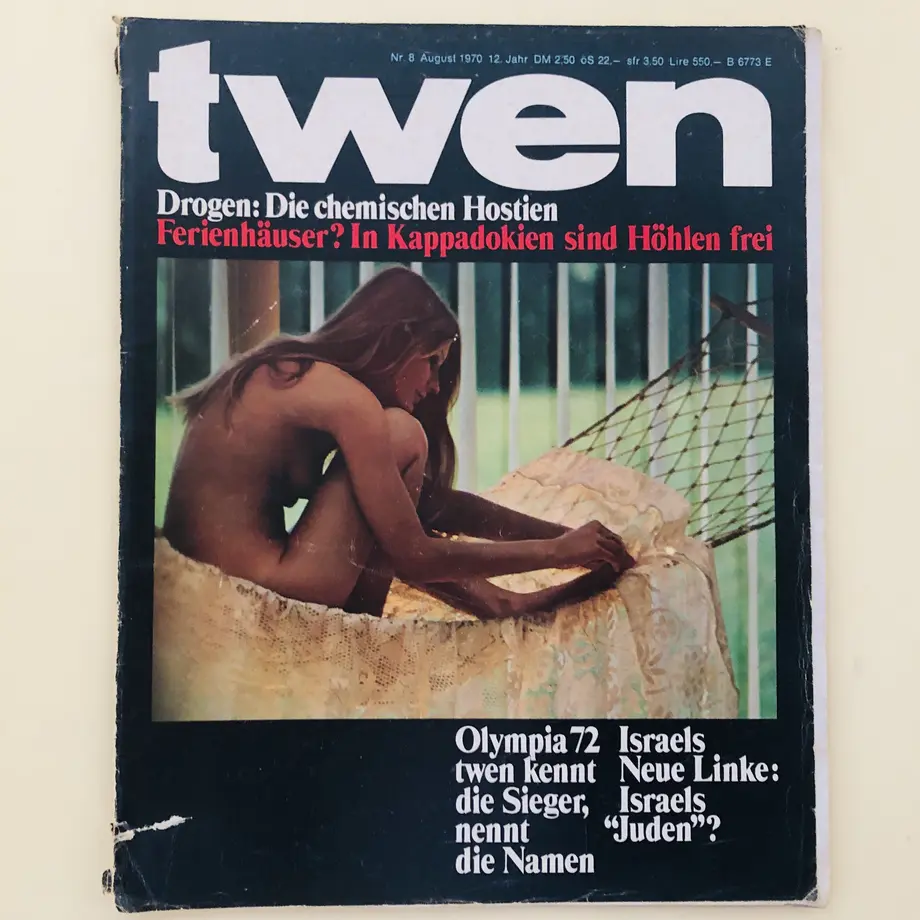 Nr. 8 August 1970 12. Jahr DM 2,50 öS 22.– sfr 3.50 Lire 550.– B 6773 E
twen
Drogen: Die chemischen Hostien
Ferienhäuser? In Kappadokien sind Höhlen frei
Olympia 72
twen kennt
die Sieger,
nennt
die Namen
Israels
Neue Linke:
Israels
“Juden”?